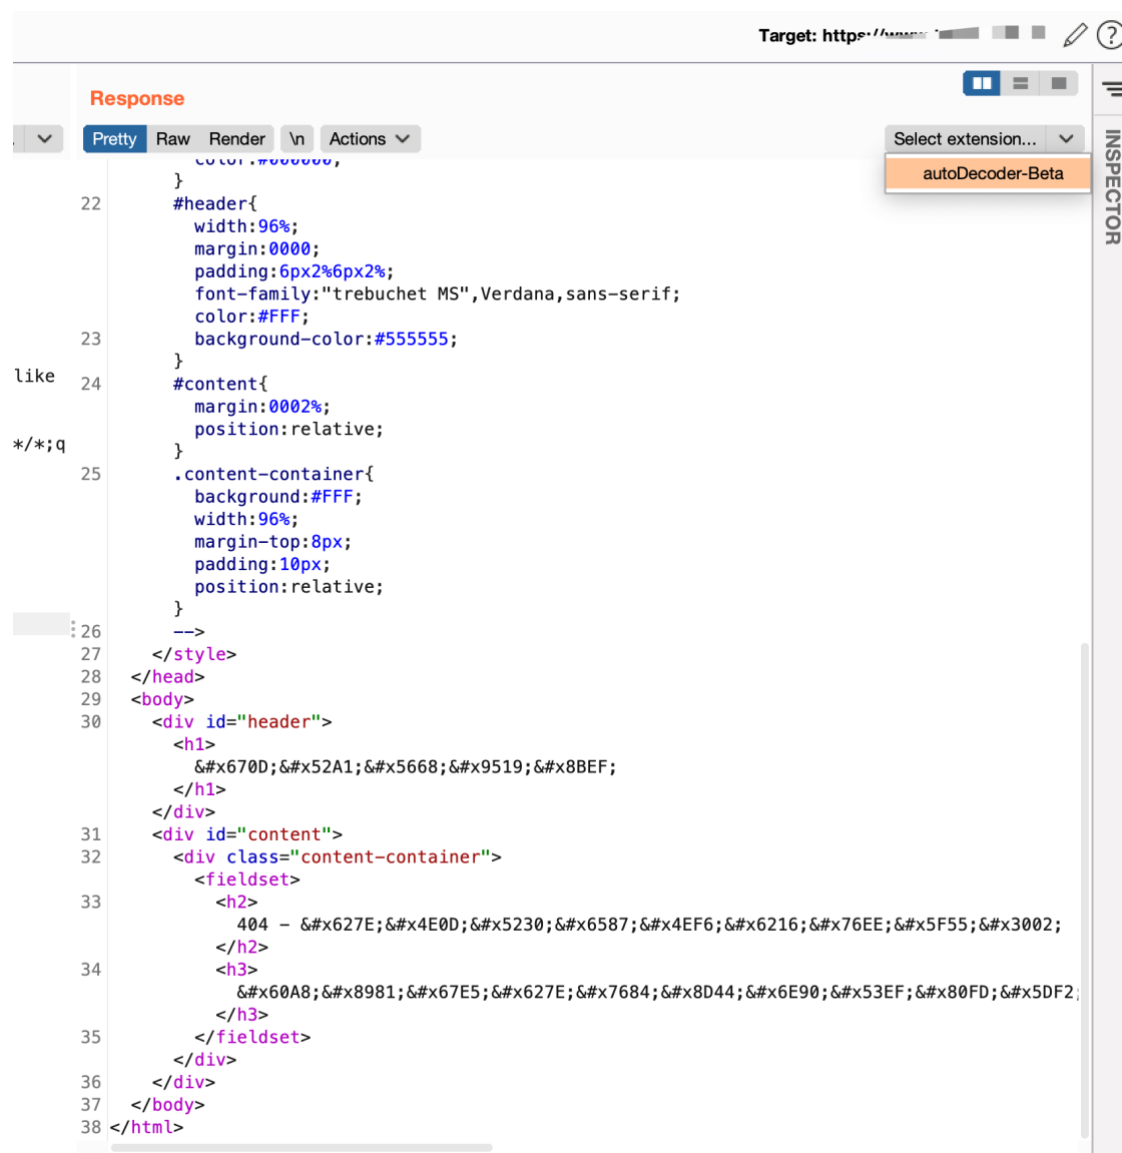 Target: https://www.
Response
Pretty Raw Render \n Actions
Select extension...
autoDecoder-Beta
INSPECTOR
like
*/*;q
color:#000000;
}
22 #header{
width:96%;
margin:0000;
padding:6px2%6px2%;
font-family:"trebuchet MS",Verdana,sans-serif;
color:#FFF;
23 background-color:#555555;
}
24 #content{
margin:0002%;
position:relative;
}
25 .content-container{
background:#FFF;
width:96%;
margin-top:8px;
padding:10px;
position:relative;
}
26 -->
27 </style>
28 </head>
29 <body>
30 <div id="header">
<h1>
&#x670D;&#x52A1;&#x5668;&#x9519;&#x8BEF;
</h1>
</div>
31 <div id="content">
32 <div class="content-container">
<fieldset>
33 <h2>
404 - &#x627E;&#x4E0D;&#x5230;&#x6587;&#x4EF6;&#x6216;&#x76EE;&#x5F55;&#x3002;
</h2>
34 <h3>
&#x60A8;&#x8981;&#x67E5;&#x627E;&#x7684;&#x8D44;&#x6E90;&#x53EF;&#x80FD;&#x5DF2;
</h3>
35 </fieldset>
</div>
36 </div>
37 </body>
38 </html>